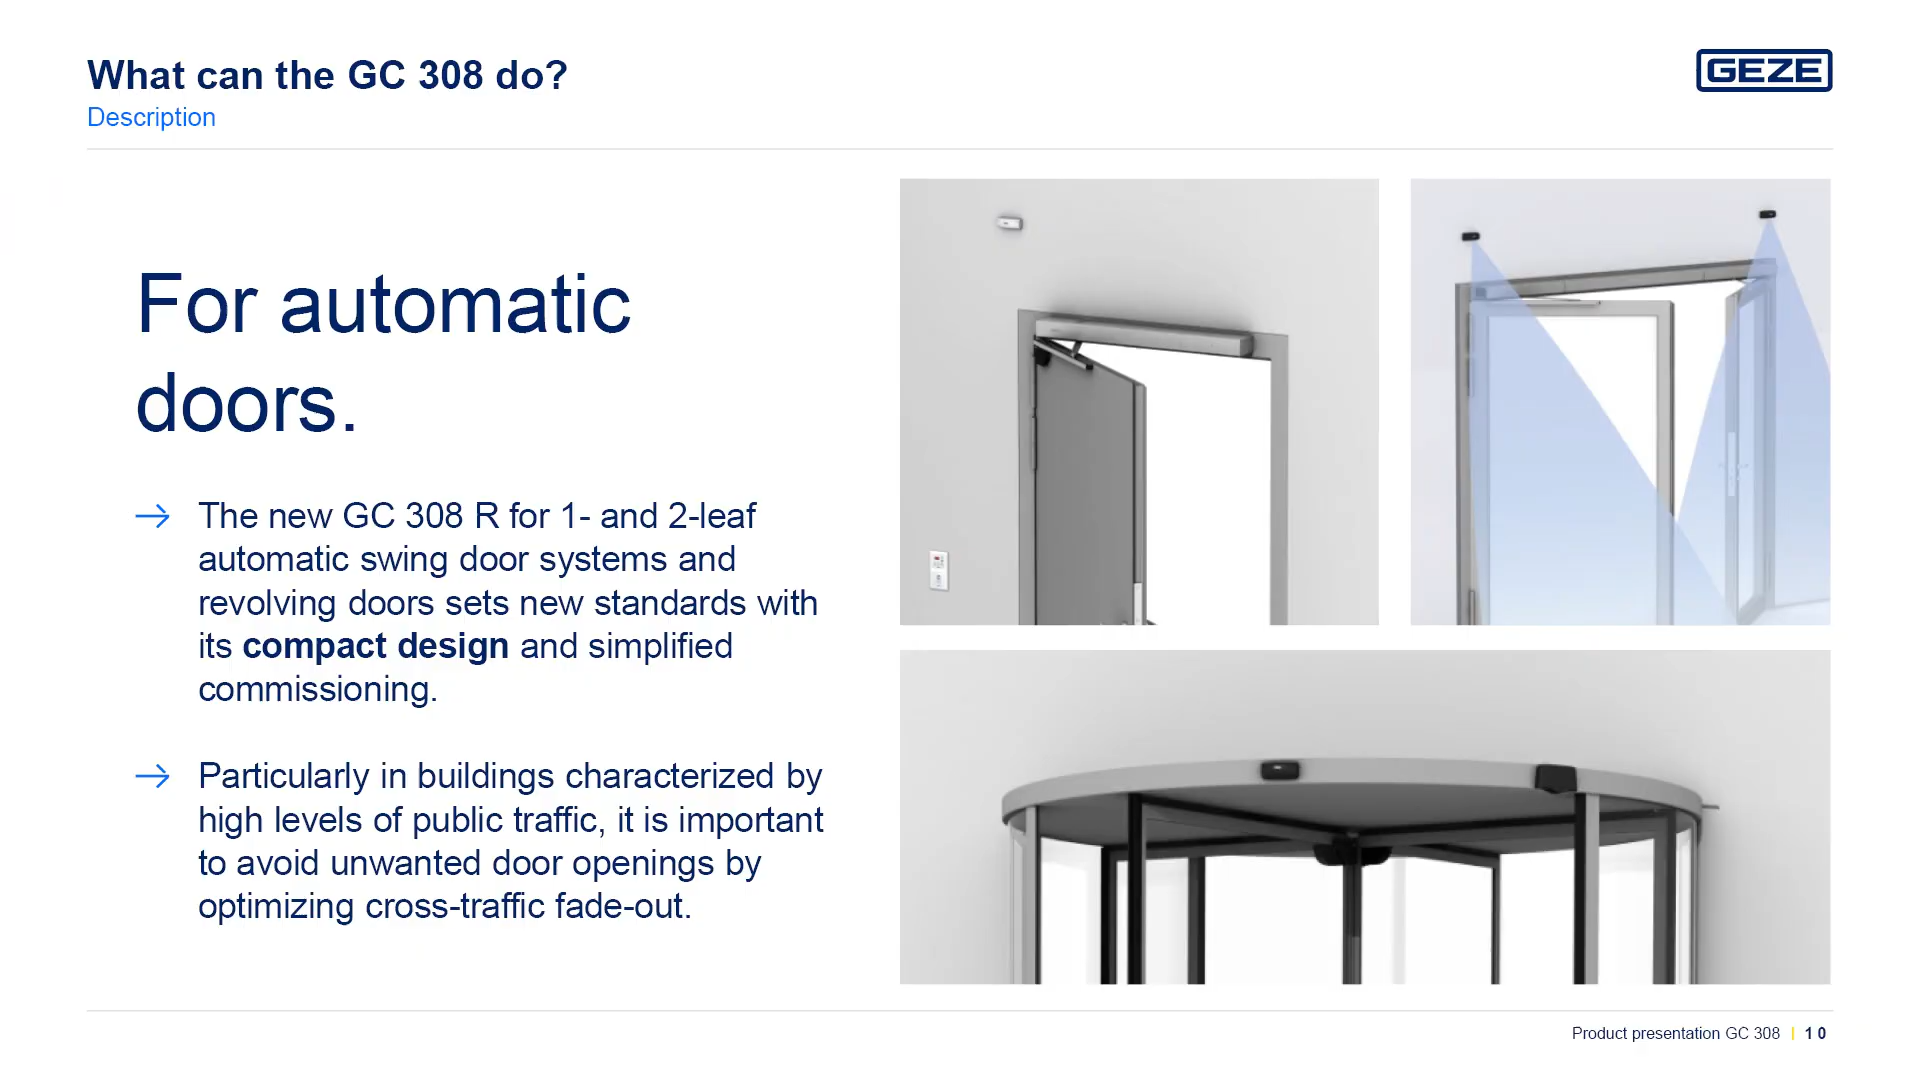 What can the GC 308 do?
GEZE
Description
For automatic
doors.
The new GC 308 R for 1- and 2-leaf
automatic swing door systems and
revolving doors sets new standards with
its compact design and simplified
commissioning.
Particularly in buildings characterized by
high levels of public traffic, it is important
to avoid unwanted door openings by
optimizing cross-traffic fade-out.
Product presentation GC 308 | 10